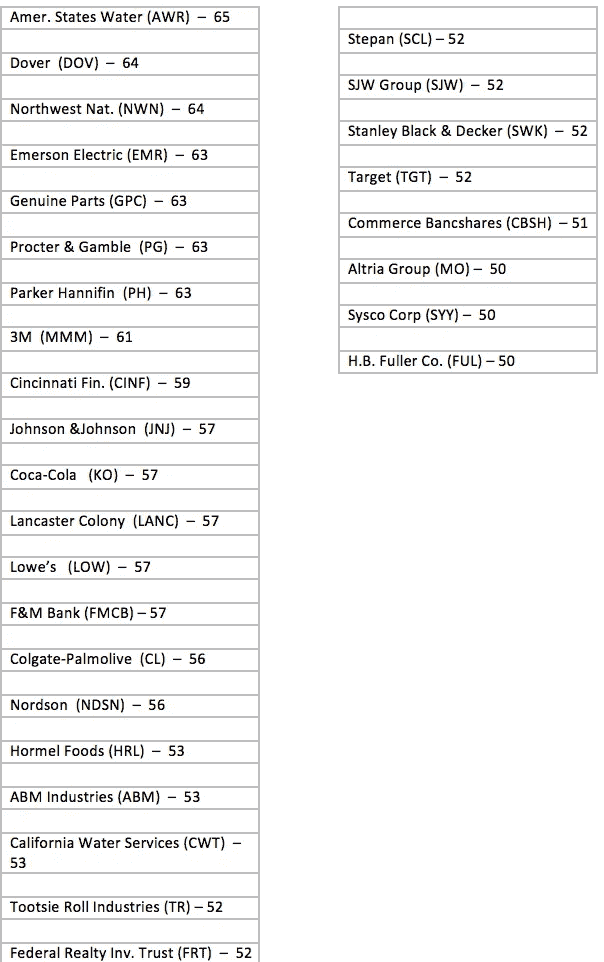 Amer. States Water (AWR) – 65
Dover (DOV) – 64
Northwest Nat. (NWN) – 64
Emerson Electric (EMR) – 63
Genuine Parts (GPC) – 63
Procter & Gamble (PG) – 63
Parker Hannifin (PH) – 63
3M (MMM) – 61
Cincinnati Fin. (CINF) – 59
Johnson &Johnson (JNJ) – 57
Coca-Cola (KO) – 57
Lancaster Colony (LANC) – 57
Lowe’s (LOW) – 57
F&M Bank (FMCB) – 57
Colgate-Palmolive (CL) – 56
Nordson (NDSN) – 56
Hormel Foods (HRL) – 53
ABM Industries (ABM) – 53
California Water Services (CWT) –
53
Tootsie Roll Industries (TR) – 52
Federal Realty Inv. Trust (FRT) – 52
Stepan (SCL) – 52
SJW Group (SJW) – 52
Stanley Black & Decker (SWK) – 52
Target (TGT) – 52
Commerce Bancshares (CBSH) – 51
Altria Group (MO) – 50
Sysco Corp (SYY) – 50
H.B. Fuller Co. (FUL) – 50